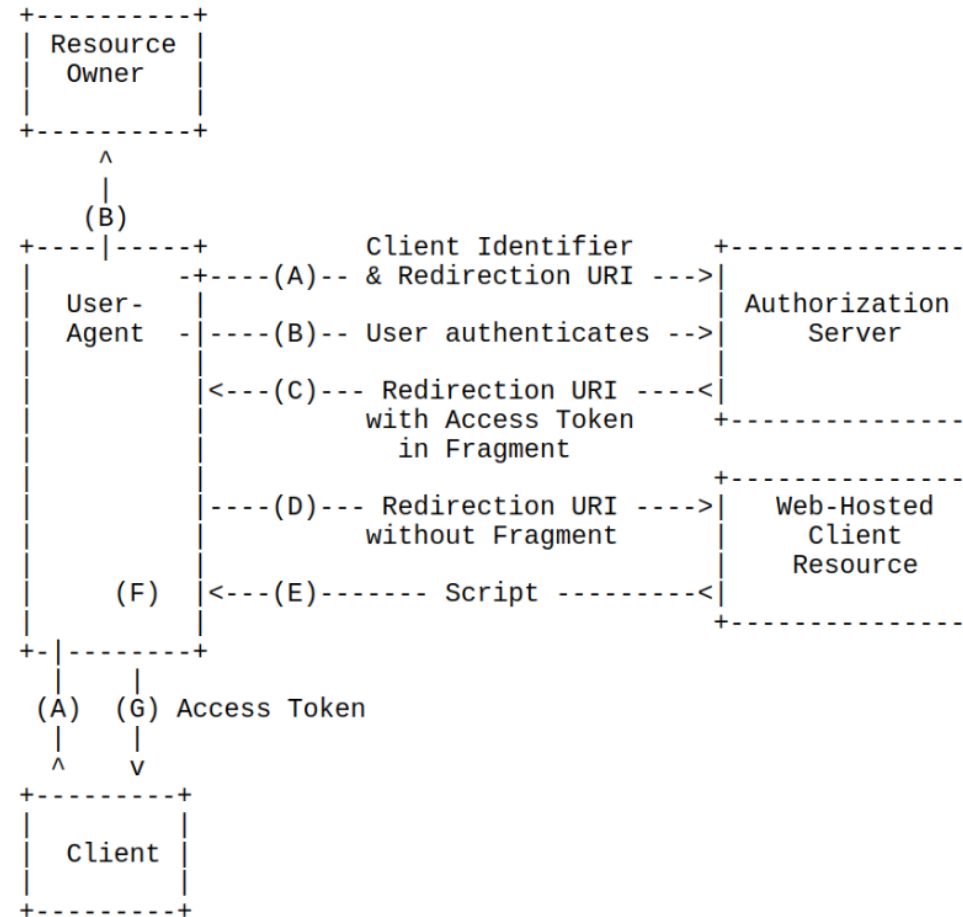 +----------+
| Resource |
|  Owner   |
|          |
+----------+
     ^
     |
    (B)
+----|-----+          Client Identifier     +---------------
|         -+----(A)-- & Redirection URI --->|
|  User-   |                                | Authorization
|  Agent  -|----(B)-- User authenticates -->|     Server
|          |                                |
|          |<---(C)--- Redirection URI ----<|
|          |          with Access Token     +---------------
|          |            in Fragment
|          |                                +---------------
|          |----(D)--- Redirection URI ---->|   Web-Hosted
|          |          without Fragment      |     Client
|          |                                |    Resource
|     (F)  |<---(E)------- Script ---------<|
|          |                                +---------------
+-|--------+
  |    |
 (A)  (G) Access Token
  |    |
  ^    v
+---------+
|         |
|  Client |
|         |
+---------+